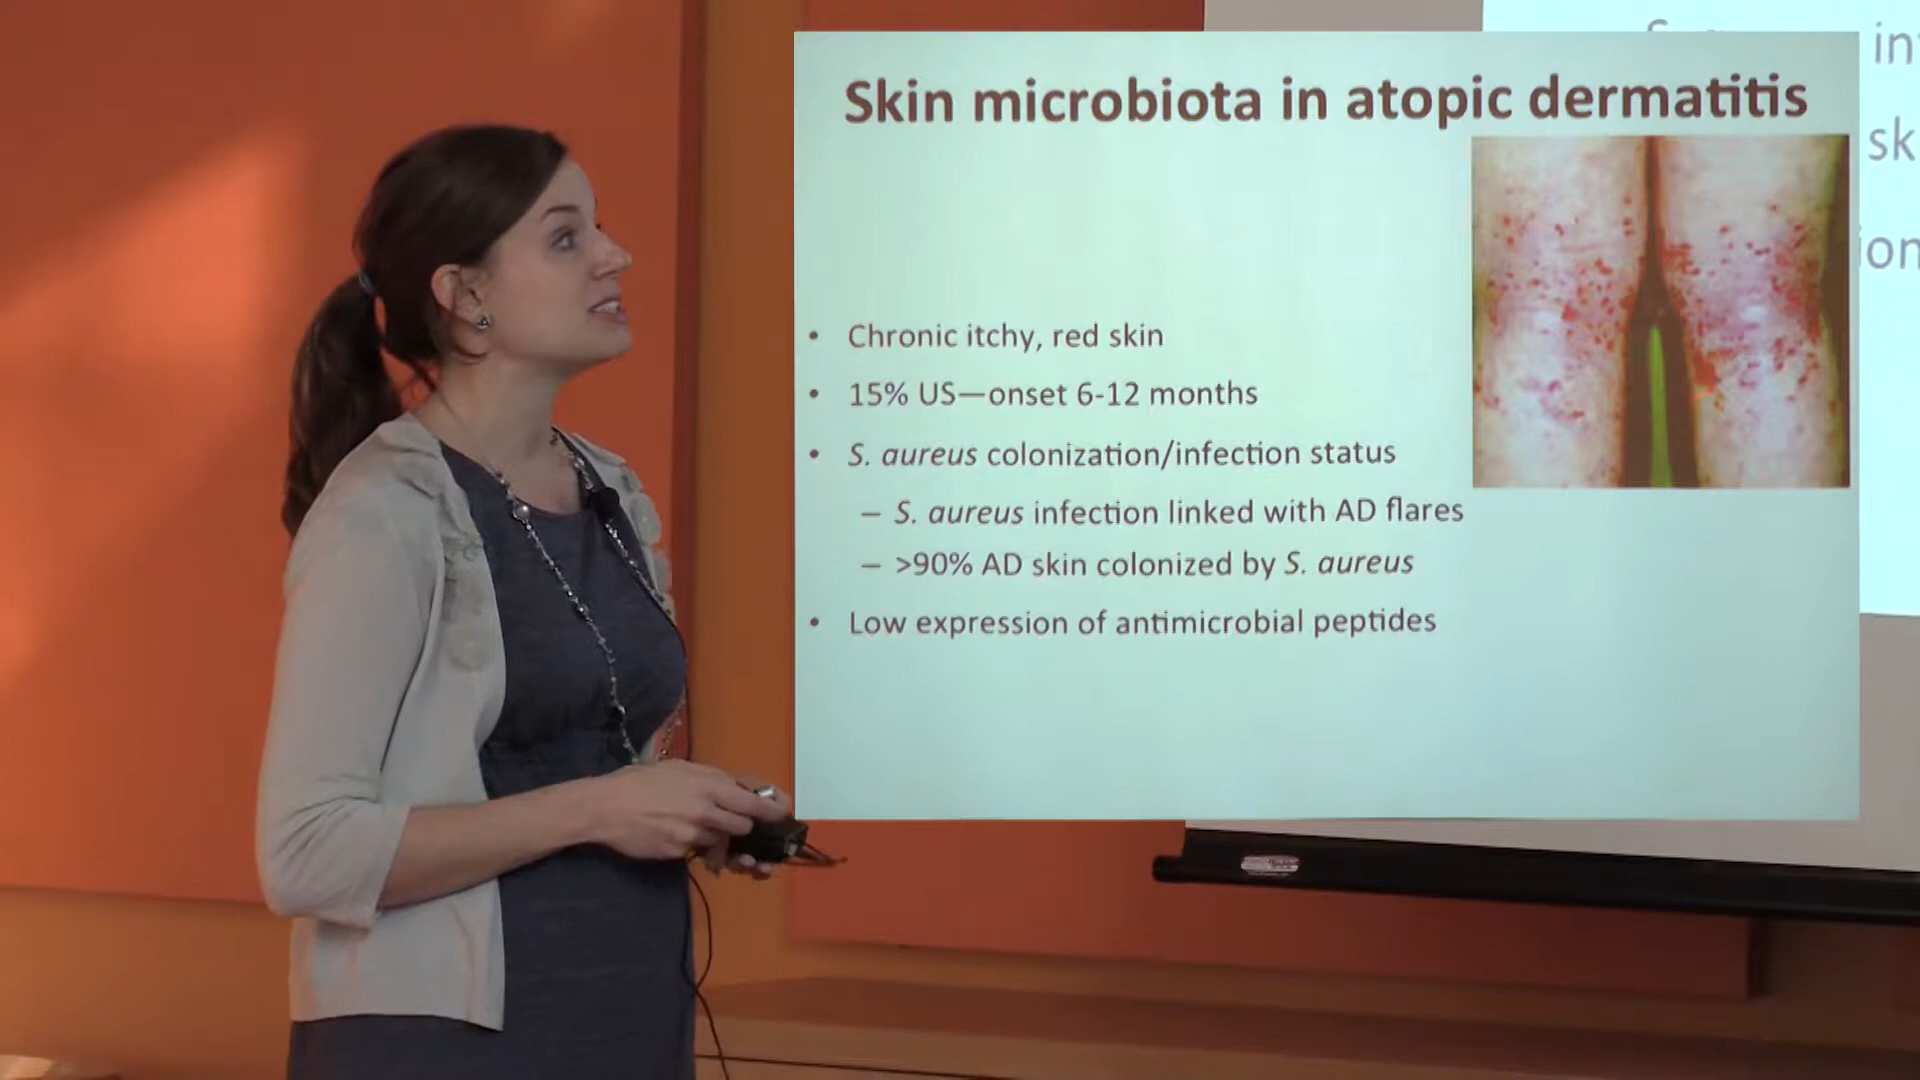 Skin microbiota in atopic dermatitis
• Chronic itchy, red skin
• 15% US—onset 6-12 months
• S. aureus colonization/infection status
– S. aureus infection linked with AD flares
– >90% AD skin colonized by S. aureus
• Low expression of antimicrobial peptides